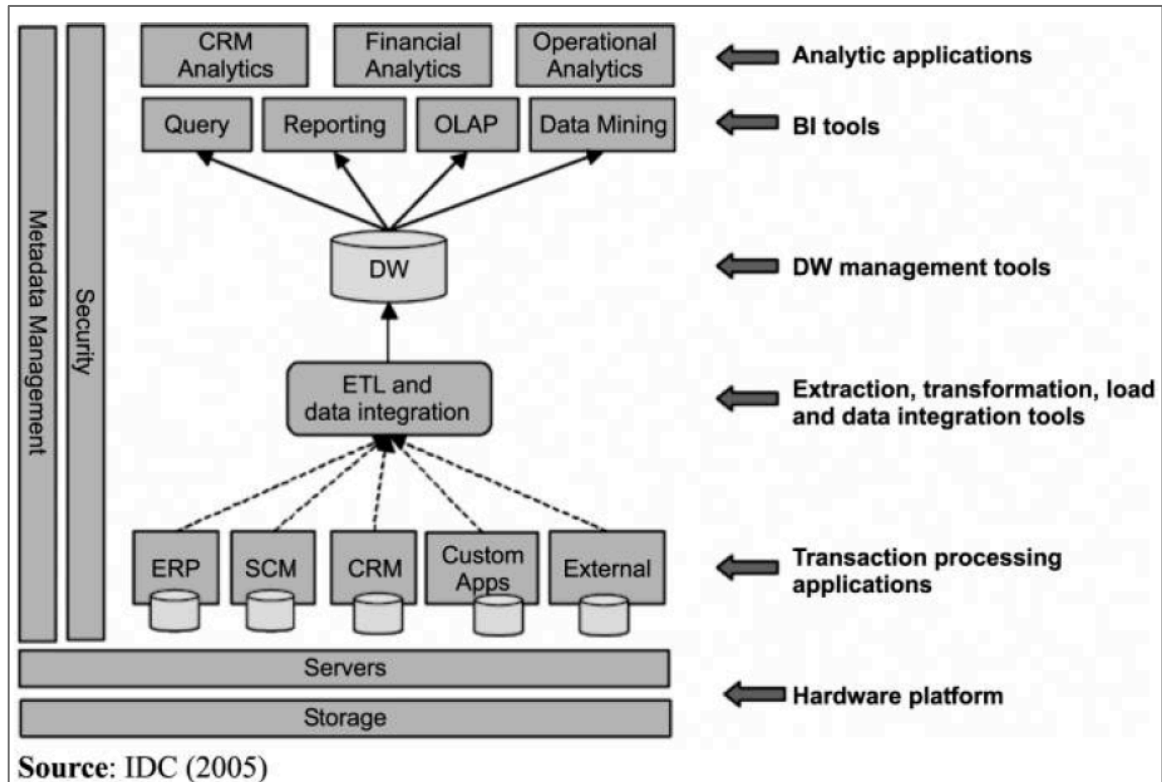 CRM
Analytics
Financial
Analytics
Operational
Analytics
Analytic applications
Query
Reporting
OLAP
Data Mining
BI tools
Metadata Management
Security
DW
DW management tools
ETL and
data integration
Extraction, transformation, load
and data integration tools
ERP
SCM
CRM
Custom
Apps
External
Transaction processing
applications
Servers
Storage
Hardware platform
Source: IDC (2005)